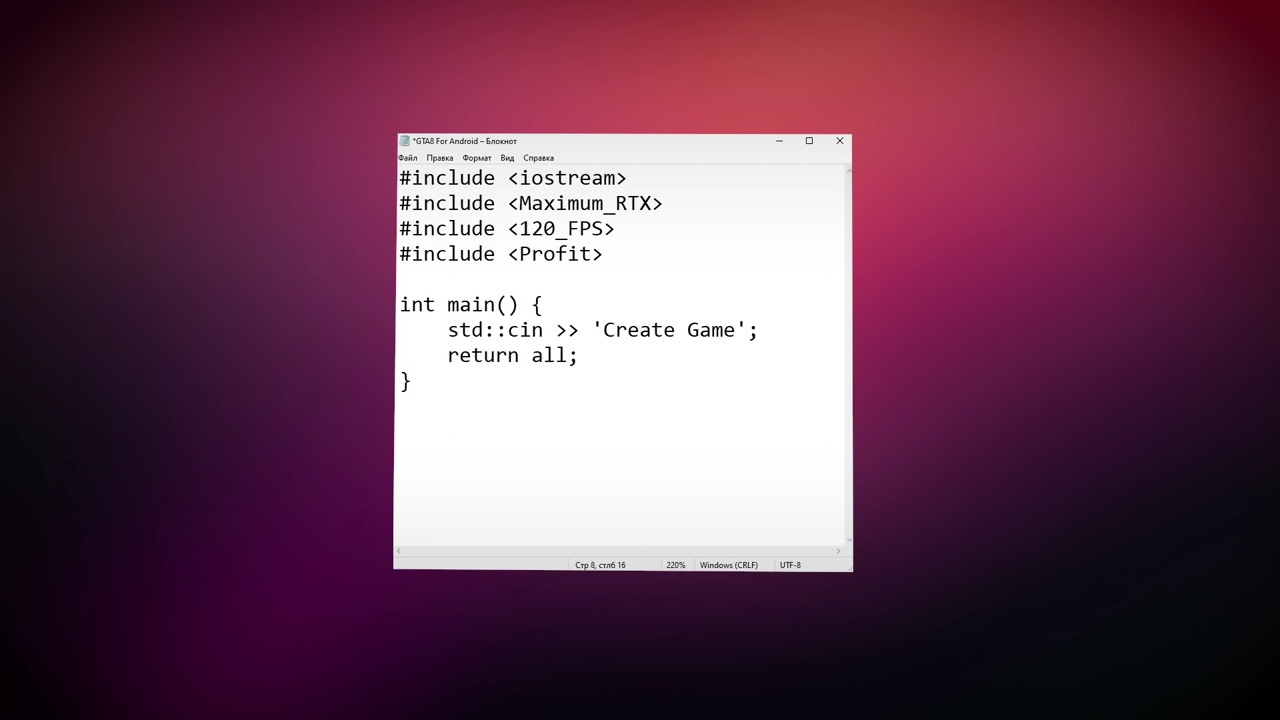 *GTA8 For Android – Блокнот
Файл Правка Формат Вид Справка
#include <iostream>
#include <Maximum_RTX>
#include <120_FPS>
#include <Profit>
int main() {
    std::cin >> 'Create Game';
    return all;
}
Стр 8, стлб 16 220% Windows (CRLF) UTF-8